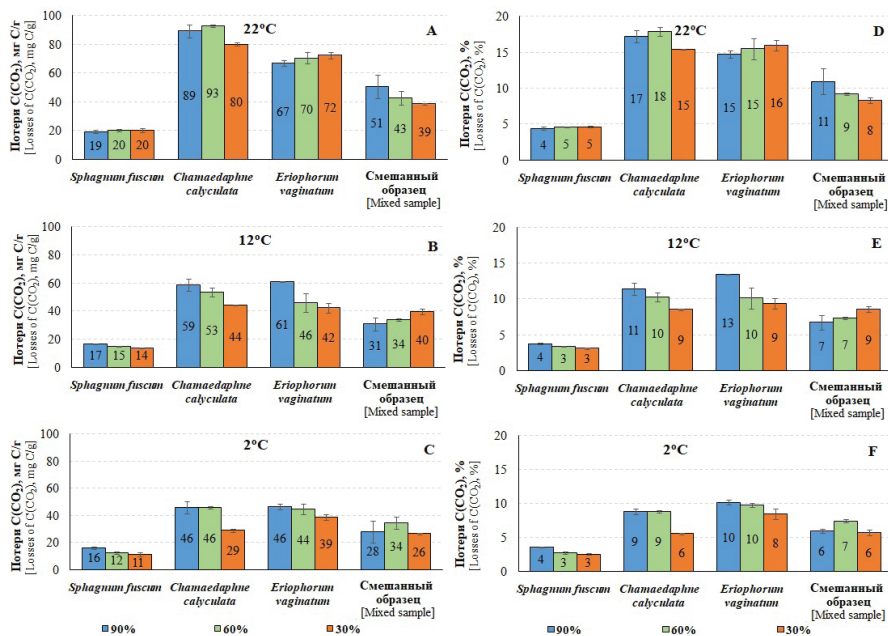 Потери C(CO₂), мг С/г
[Losses of C(CO₂), mg C/g]
22ºC
A
100
80
60
40
20
0
19 20 20
89 93 80
67 70 72
51 43 39
Sphagnum fuscum
Chamaedaphne
calyculata
Eriophorum
vaginatum
Смешанный
образец
[Mixed sample]
Потери C(CO₂), %
[Losses of C(CO₂), %]
22ºC
D
20
15
10
5
0
4 5 5
17 18 15
15 15 16
11 9 8
Sphagnum fuscum
Chamaedaphne
calyculata
Eriophorum
vaginatum
Смешанный
образец
[Mixed sample]
Потери C(CO₂), мг С/г
[Losses of C(CO₂), mg C/g]
12ºC
B
100
80
60
40
20
0
17 15 14
59 53 44
61 46 42
31 34 40
Sphagnum fuscum
Chamaedaphne
calyculata
Eriophorum
vaginatum
Смешанный
образец
[Mixed sample]
Потери C(CO₂), %
[Losses of C(CO₂), %]
12ºC
E
20
15
10
5
0
4 3 3
11 10 9
13 10 9
7 7 9
Sphagnum fuscum
Chamaedaphne
calyculata
Eriophorum
vaginatum
Смешанный
образец
[Mixed sample]
Потери C(CO₂), мг С/г
[Losses of C(CO₂), mg C/g]
2ºC
C
100
80
60
40
20
0
16 12 11
46 46 29
46 44 39
28 34 26
Sphagnum fuscum
Chamaedaphne
calyculata
Eriophorum
vaginatum
Смешанный
образец
[Mixed sample]
Потери C(CO₂), %
[Losses of C(CO₂), %]
2ºC
F
20
15
10
5
0
4 3 3
9 9 6
10 10 8
6 7 6
Sphagnum fuscum
Chamaedaphne
calyculata
Eriophorum
vaginatum
Смешанный
образец
[Mixed sample]
90% 60% 30%
90% 60% 30%